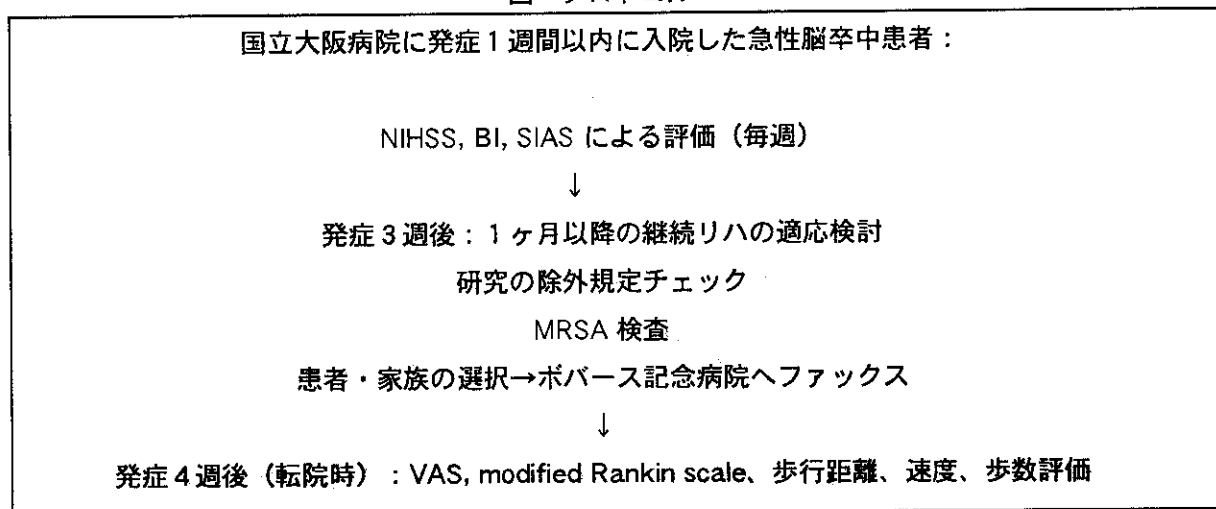 国立大阪病院に発症1週間以内に入院した急性脳卒中患者：
NIHSS, BI, SIAS による評価（毎週）
↓
発症3週後：1ヶ月以降の継続リハの適応検討
研究の除外規定チェック
MRSA 検査
患者・家族の選択→ボバース記念病院へファックス
↓
発症4週後（転院時）：VAS, modified Rankin scale、歩行距離、速度、歩数評価